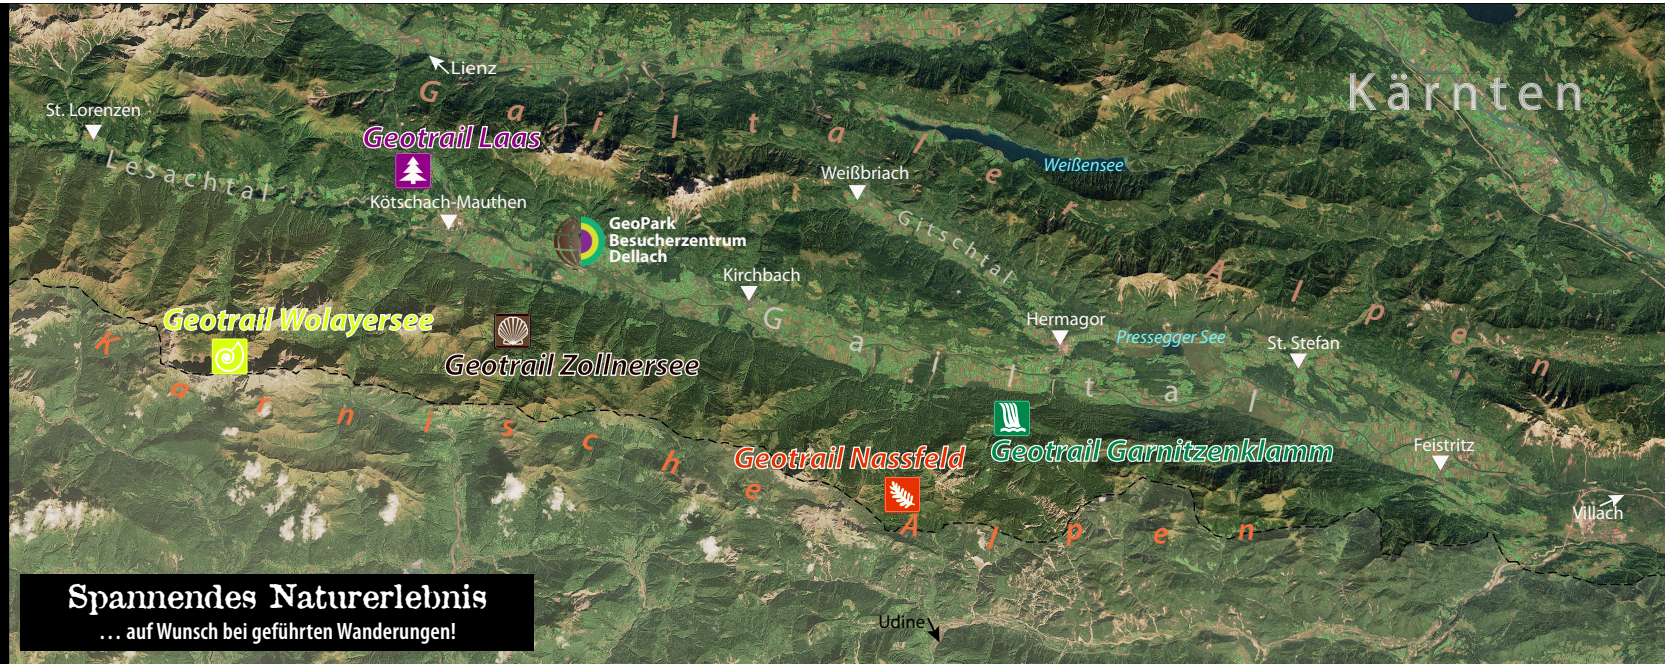 Kärnten
Lienz
Gailtaler Alpen
St. Lorenzen
Geotrail Laas
Lesachtal
Weißensee
Weißbriach
Kötschach-Mauthen
Gitschtal
GeoPark
Besucherzentrum
Dellach
Kirchbach
Gailtal
Geotrail Wolayersee
Hermagor
Pressegger See
St. Stefan
Geotrail Zollnersee
Karnische Alpen
Geotrail Nassfeld
Geotrail Garnitzenklamm
Feistritz
Villach
Udine
Spannendes Naturerlebnis
... auf Wunsch bei geführten Wanderungen!